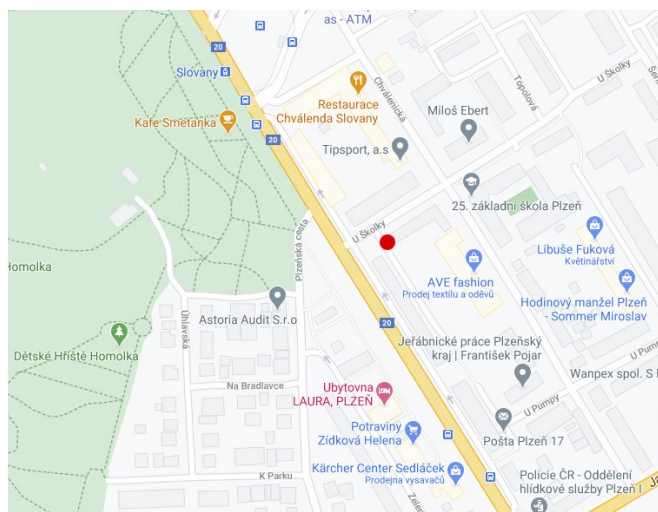 as - ATM
20
Slovany
Restaurace
Chválenda Slovany
Kafe Smetanka
20
Chválenická
Miloš Ebert
Topolová
U Školky
Tipsport, a.s
25. základní škola Plzeň
U Školky
Plzeňská cesta
Homolka
Libuše Fuková
Květinářství
AVE fashion
Prodej textilu a oděvů
Hodinový manžel Plzeň
- Sommer Miroslav
Astoria Audit S.r.o
Úhlavská
20
Dětské Hřiště Homolka
Jeřábnické práce Plzeňský
kraj | František Pojar
U Pumpy
Wanpex spol. S
Na Bradlavce
Ubytovna
LAURA, PLZEŇ
U Pumpy
Potraviny
Zídková Helena
Pošta Plzeň 17
Kärcher Center Sedláček
Prodejna vysavačů
K Parku
Zelen
Policie ČR - Oddělení
hlídkové služby Plzeň I